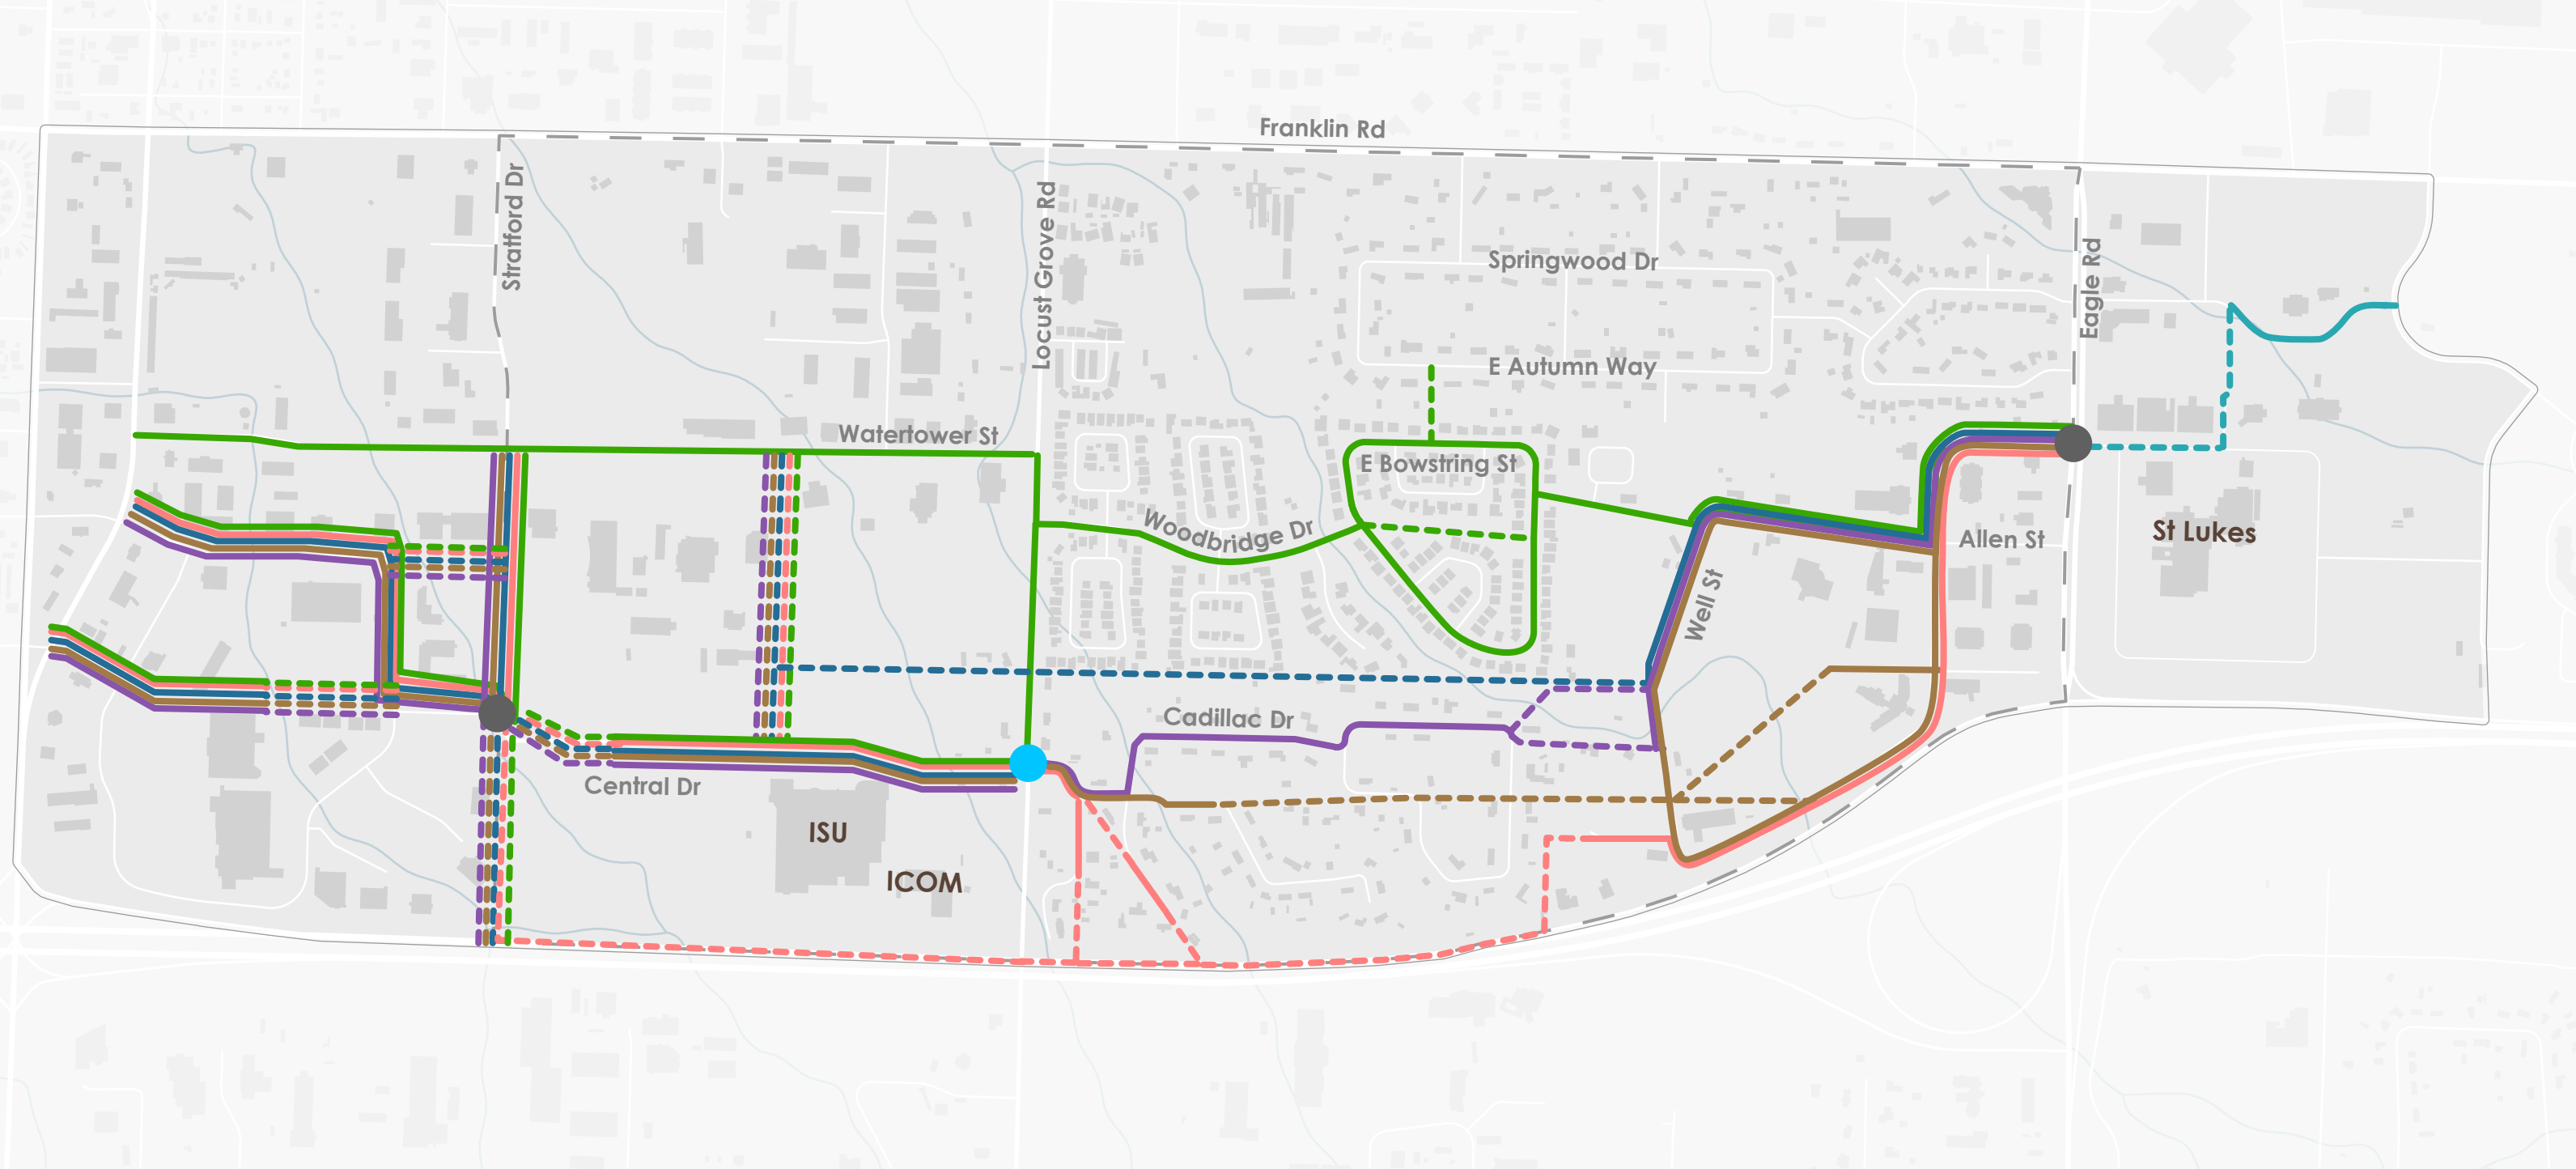 Franklin Rd
Stratford Dr
Locust Grove Rd
Eagle Rd
Springwood Dr
E Autumn Way
Watertower St
E Bowstring St
Woodbridge Dr
Allen St
St Lukes
Well St
Cadillac Dr
Central Dr
ISU
ICOM